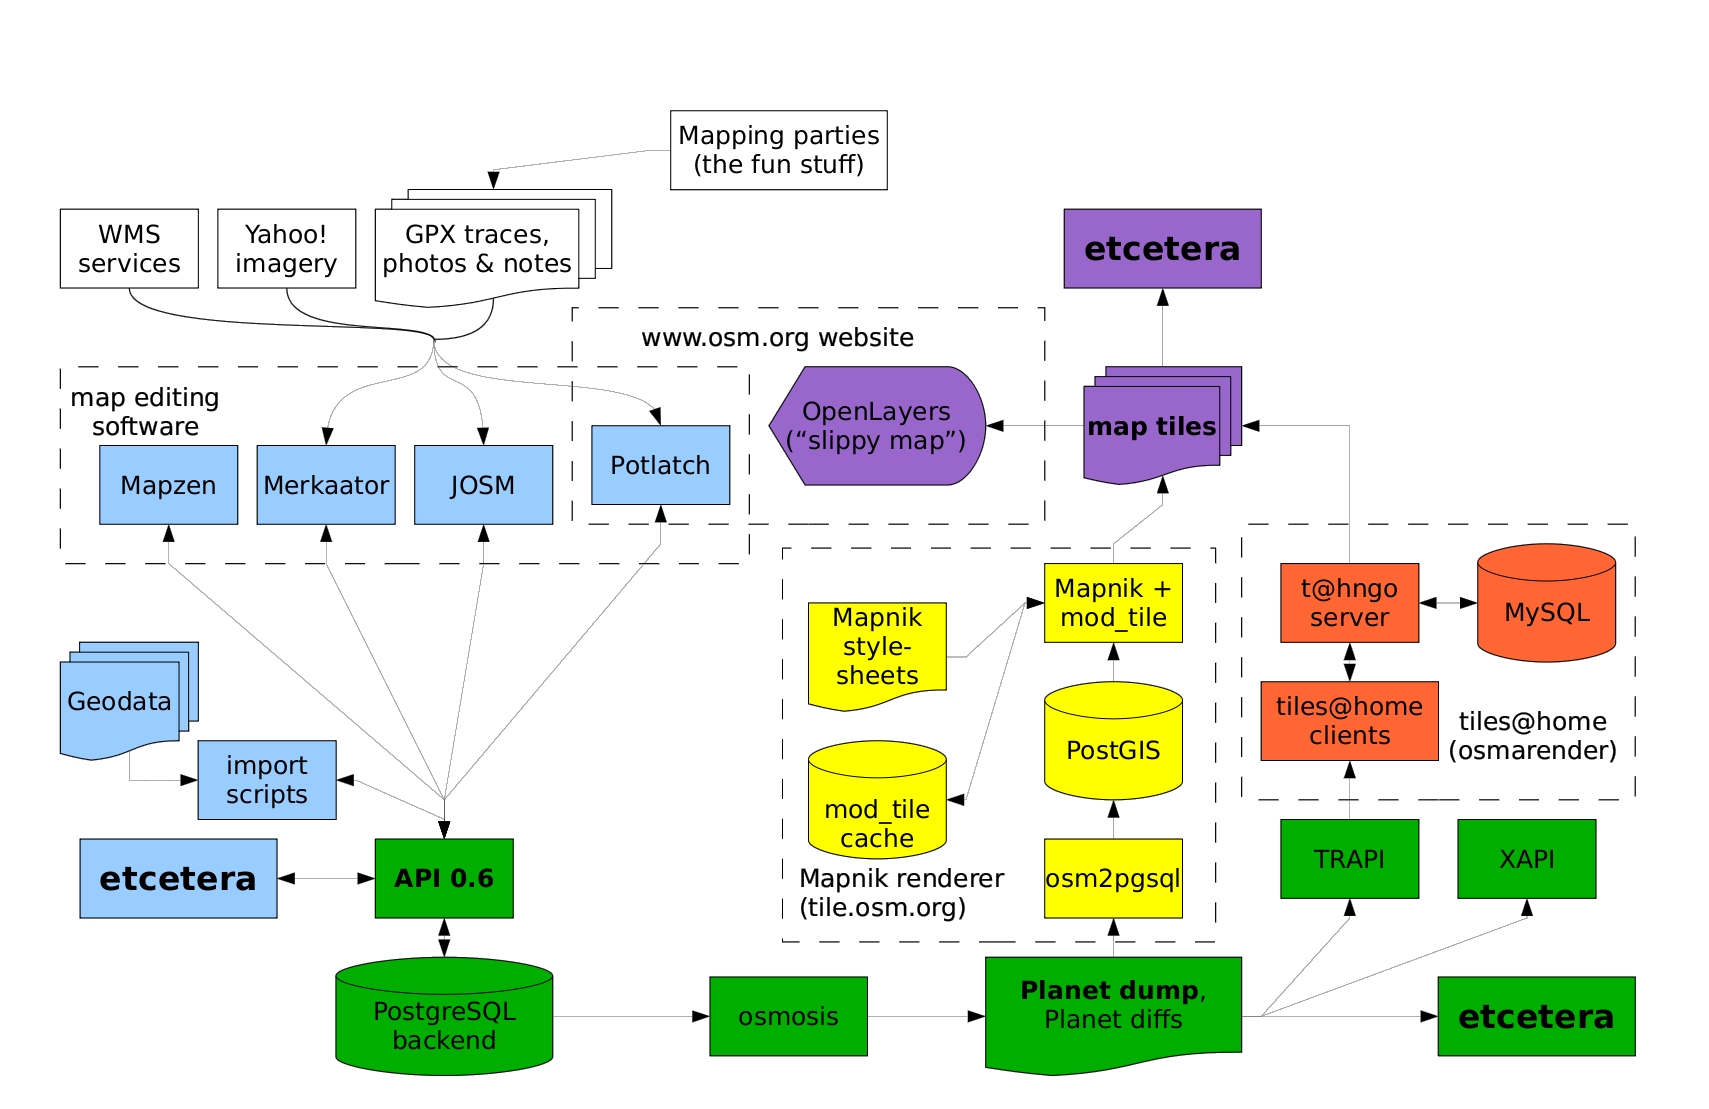 Mapping parties
(the fun stuff)
WMS
services
Yahoo!
imagery
GPX traces,
photos & notes
etcetera
www.osm.org website
map editing
software
OpenLayers
(“slippy map”)
map tiles
Mapzen
Merkaator
JOSM
Potlatch
Mapnik
style-
sheets
Mapnik +
mod_tile
t@hngo
server
MySQL
Geodata
import
scripts
PostGIS
tiles@home
clients
tiles@home
(osmarender)
mod_tile
cache
etcetera
API 0.6
Mapnik renderer
(tile.osm.org)
osm2pgsql
TRAPI
XAPI
PostgreSQL
backend
osmosis
Planet dump,
Planet diffs
etcetera